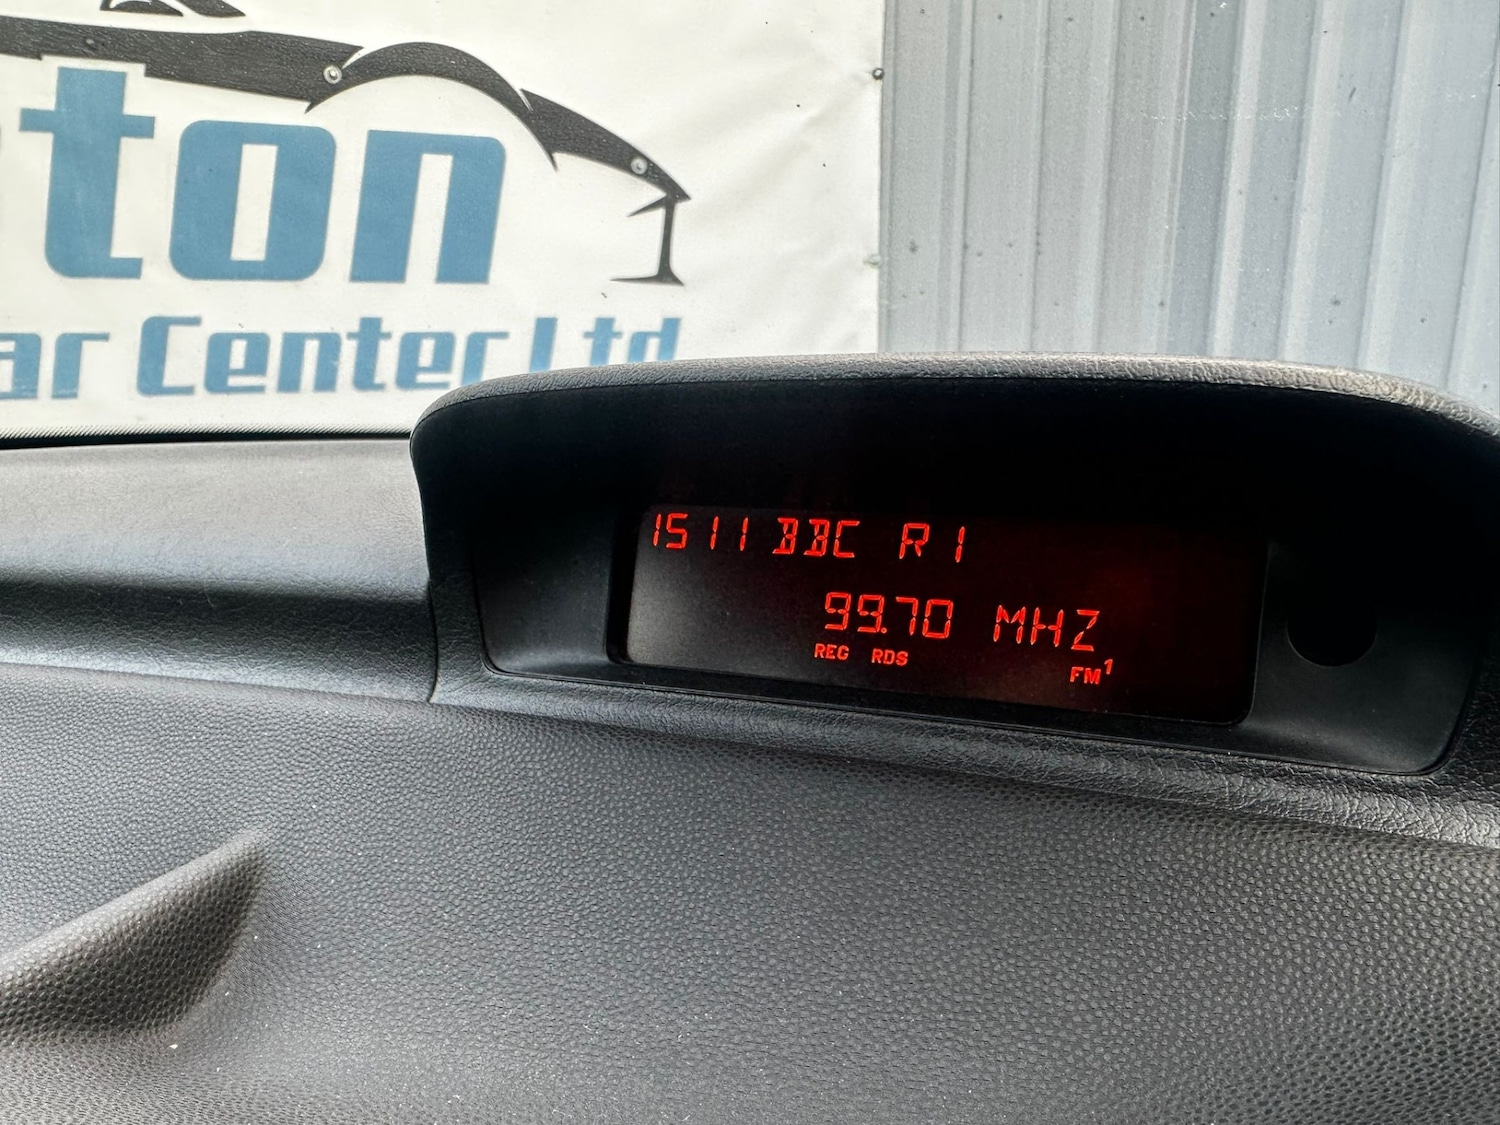 ton
ar Center Ltd
1511 BBC R1
99.70 MHZ
REG RDS
FM1